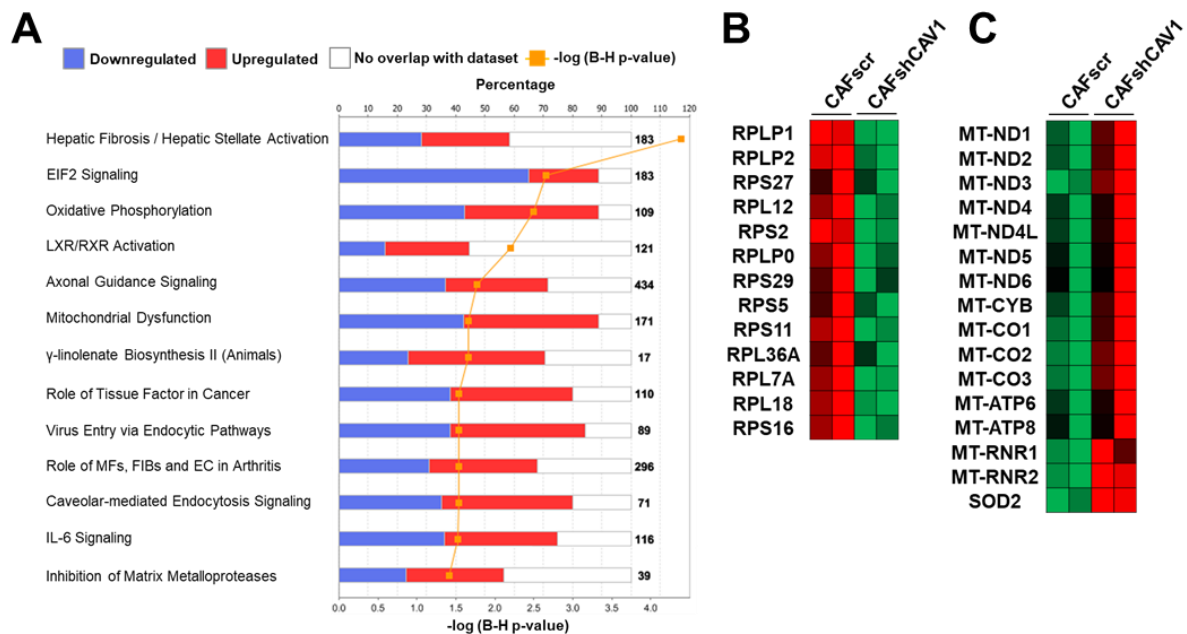 A
Downregulated Upregulated No overlap with dataset -log (B-H p-value)
Percentage
0 10 20 30 40 50 60 70 80 90 100 110 120
Hepatic Fibrosis / Hepatic Stellate Activation 183
EIF2 Signaling 183
Oxidative Phosphorylation 109
LXR/RXR Activation 121
Axonal Guidance Signaling 434
Mitochondrial Dysfunction 171
γ-linolenate Biosynthesis II (Animals) 17
Role of Tissue Factor in Cancer 110
Virus Entry via Endocytic Pathways 89
Role of MFs, FIBs and EC in Arthritis 296
Caveolar-mediated Endocytosis Signaling 71
IL-6 Signaling 116
Inhibition of Matrix Metalloproteases 39
0.0 0.5 1.0 1.5 2.0 2.5 3.0 3.5 4.0
-log (B-H p-value)
B
CAFscr
CAFshCAV1
RPLP1
RPLP2
RPS27
RPL12
RPS2
RPLP0
RPS29
RPS5
RPS11
RPL36A
RPL7A
RPL18
RPS16
C
CAFscr
CAFshCAV1
MT-ND1
MT-ND2
MT-ND3
MT-ND4
MT-ND4L
MT-ND5
MT-ND6
MT-CYB
MT-CO1
MT-CO2
MT-CO3
MT-ATP6
MT-ATP8
MT-RNR1
MT-RNR2
SOD2